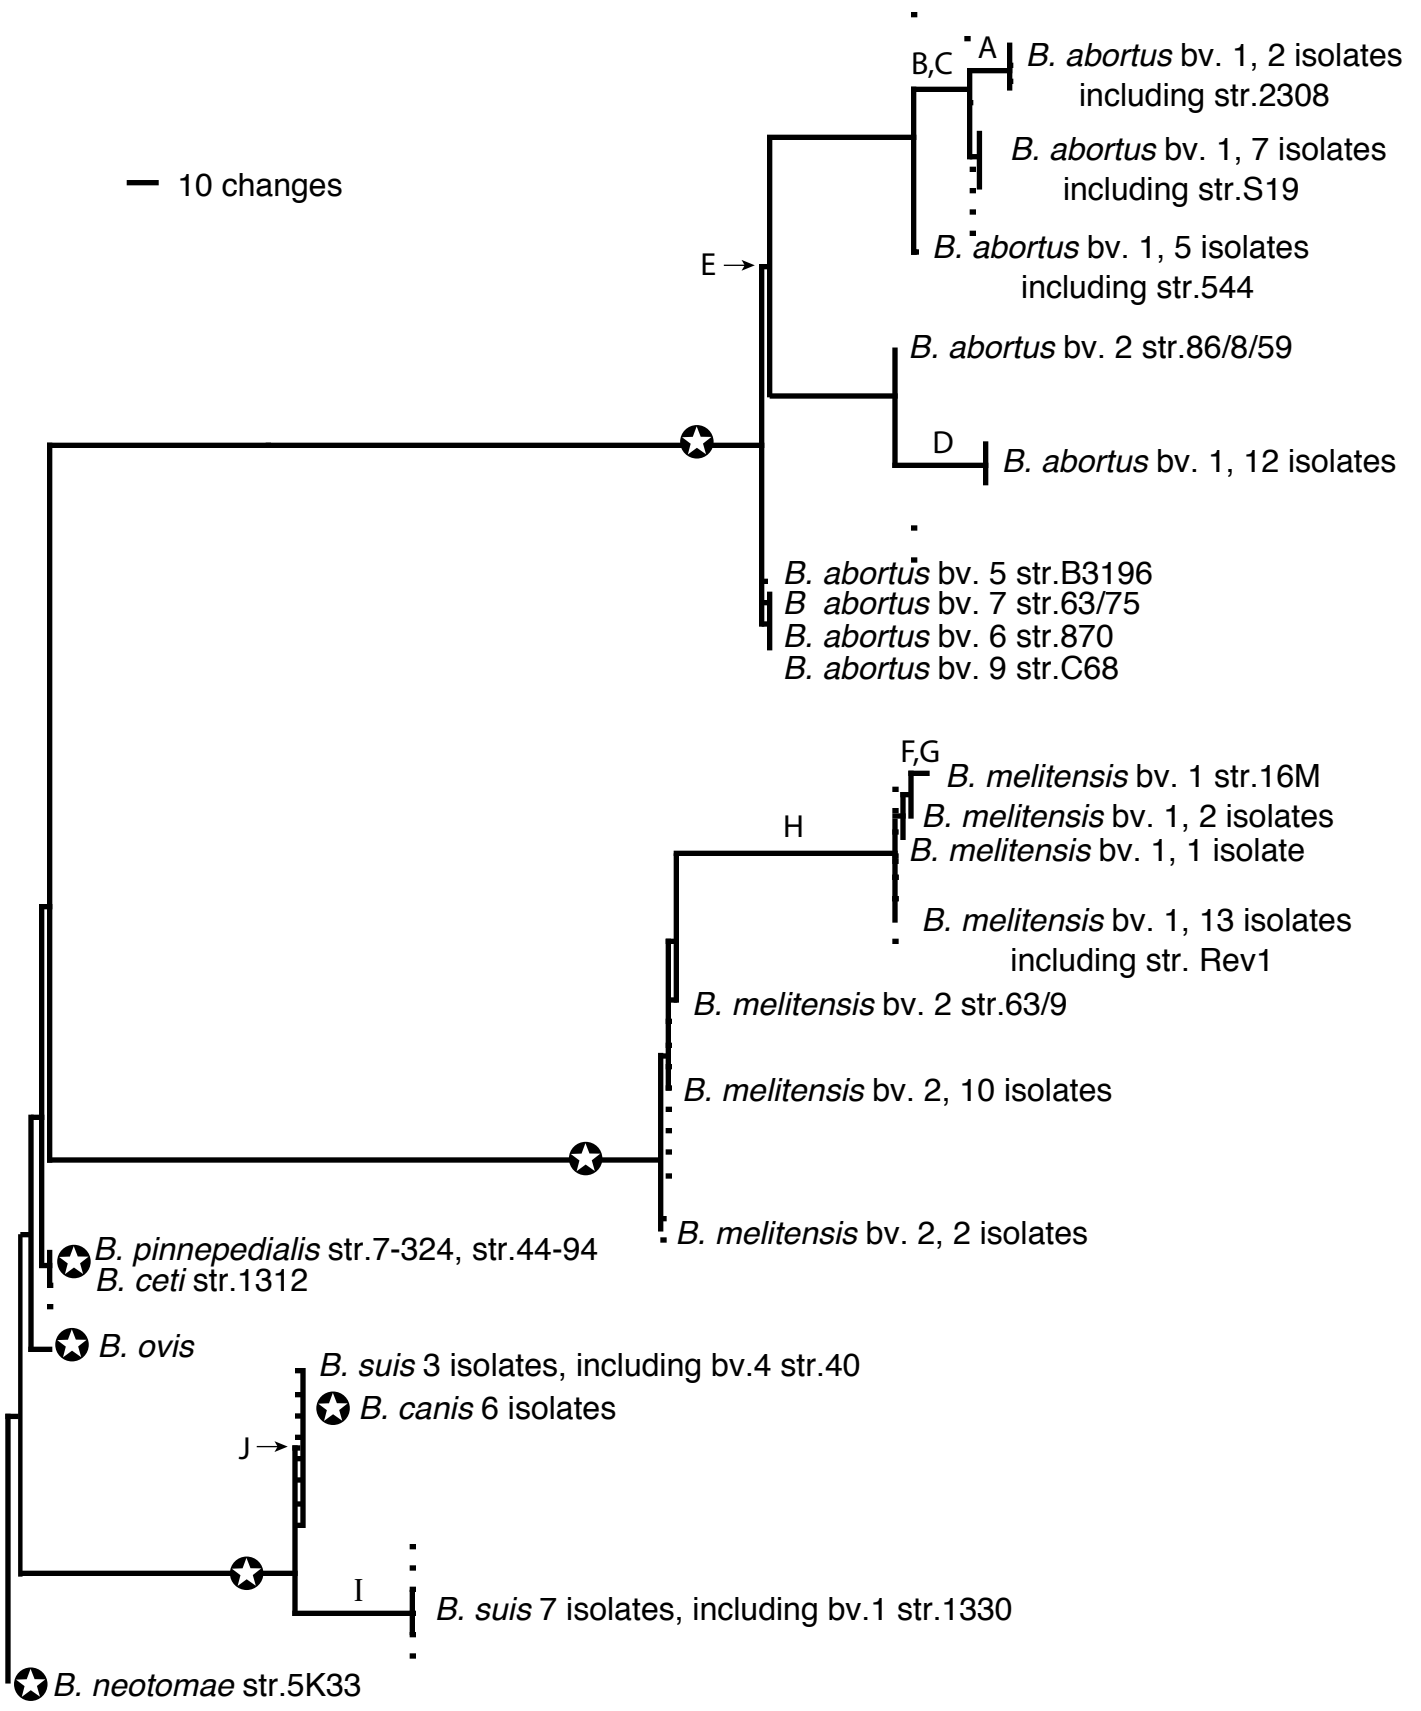 A
B. abortus bv. 1, 2 isolates
B,C
including str.2308
B. abortus bv. 1, 7 isolates
10 changes
including str.S19
B. abortus bv. 1, 5 isolates
E
including str.544
B. abortus bv. 2 str.86/8/59
D
B. abortus bv. 1, 12 isolates
B. abortus bv. 5 str.B3196
B abortus bv. 7 str.63/75
B. abortus bv. 6 str.870
B. abortus bv. 9 str.C68
F,G
B. melitensis bv. 1 str.16M
B. melitensis bv. 1, 2 isolates
H
B. melitensis bv. 1, 1 isolate
B. melitensis bv. 1, 13 isolates
including str. Rev1
B. melitensis bv. 2 str.63/9
B. melitensis bv. 2, 10 isolates
B. melitensis bv. 2, 2 isolates
B. pinnepedialis str.7-324, str.44-94
B. ceti str.1312
B. ovis
B. suis 3 isolates, including bv.4 str.40
B. canis 6 isolates
J
I
B. suis 7 isolates, including bv.1 str.1330
B. neotomae str.5K33